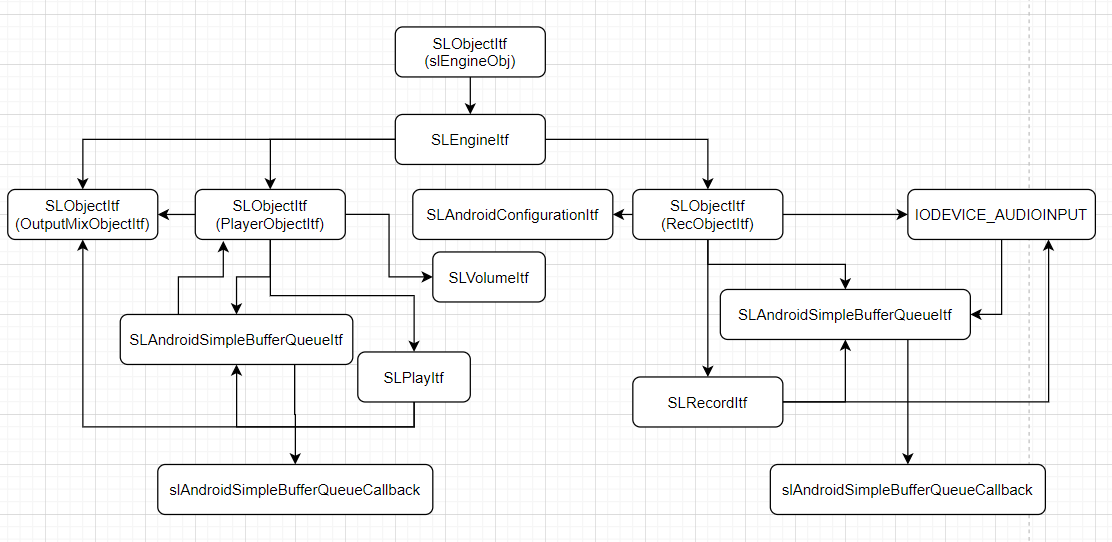 SLObjectItf
(slEngineObj)
SLEngineItf
SLObjectItf
(OutputMixObjectItf)
SLObjectItf
(PlayerObjectItf)
SLAndroidConfigurationItf
SLObjectItf
(RecObjectItf)
IODEVICE_AUDIOINPUT
SLVolumeItf
SLAndroidSimpleBufferQueueItf
SLAndroidSimpleBufferQueueItf
SLPlayItf
SLRecordItf
slAndroidSimpleBufferQueueCallback
slAndroidSimpleBufferQueueCallback